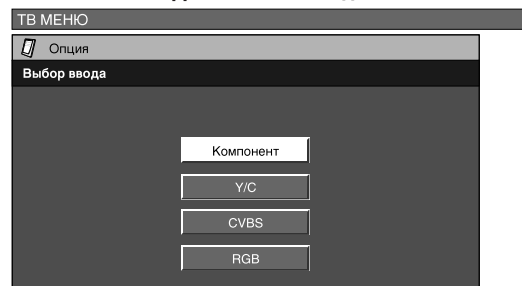 ТВ МЕНЮ
Опция
Выбор ввода
Компонент
Y/C
CVBS
RGB